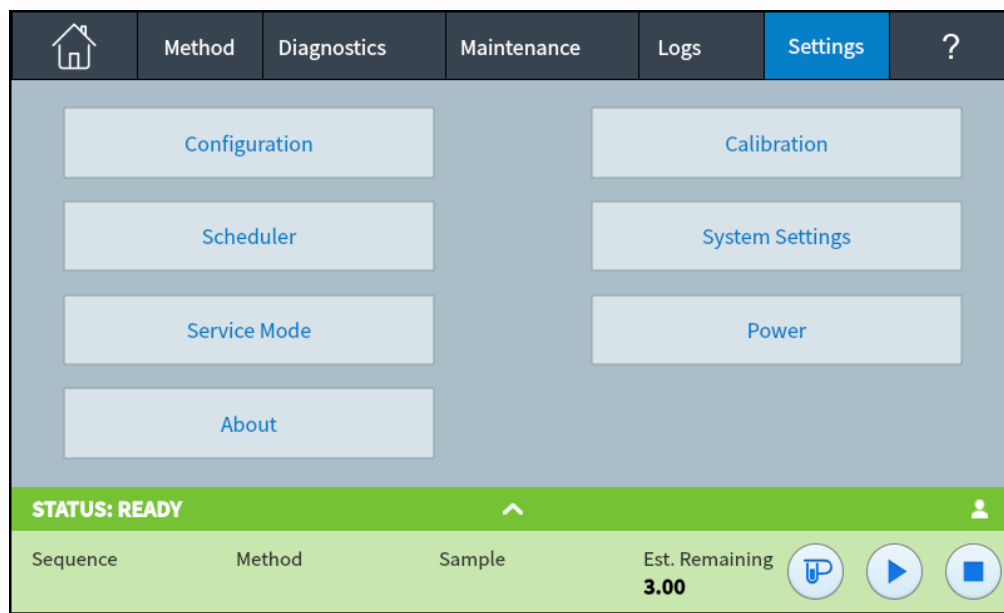 Method Diagnostics Maintenance Logs Settings ?
Configuration Calibration
Scheduler System Settings
Service Mode Power
About
STATUS: READY
Sequence Method Sample Est. Remaining
3.00